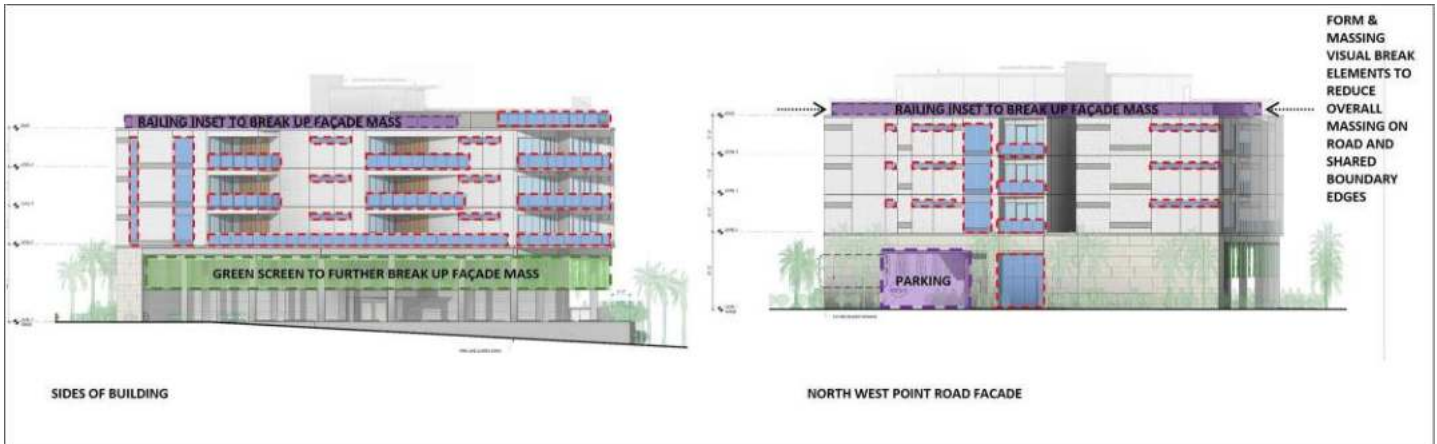 RAILING INSET TO BREAK UP FAÇADE MASS
GREEN SCREEN TO FURTHER BREAK UP FAÇADE MASS
SIDES OF BUILDING
RAILING INSET TO BREAK UP FAÇADE MASS
PARKING
NORTH WEST POINT ROAD FACADE
FORM &
MASSING
VISUAL BREAK
ELEMENTS TO
REDUCE
OVERALL
MASSING ON
ROAD AND
SHARED
BOUNDARY
EDGES